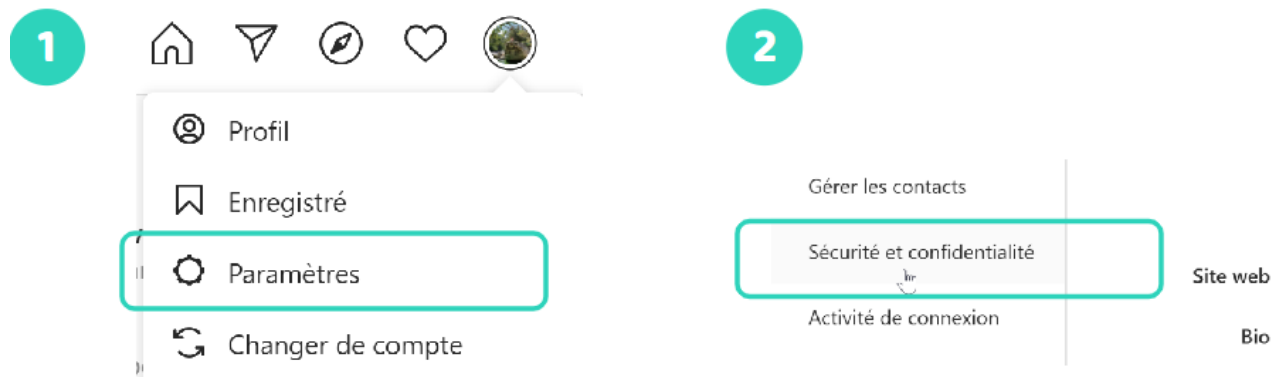 1
Profil
Enregistré
Paramètres
Changer de compte
2
Gérer les contacts
Sécurité et confidentialité
Activité de connexion
Site web
Bio